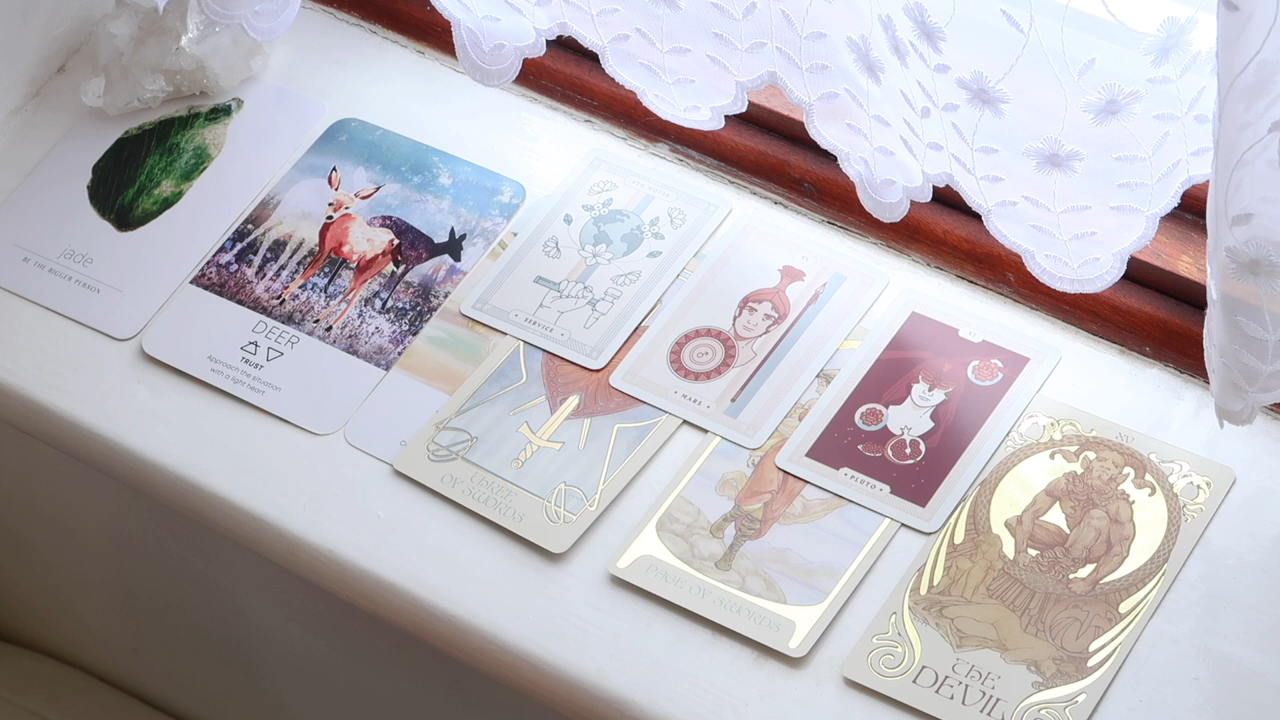 jade
BE THE BIGGER PERSON
DEER
TRUST
Approach the situation
with a light heart
SERVICE
THREE
OF SWORDS
MARS
PAGE OF SWORDS
PLUTO
XV
THE
DEVIL